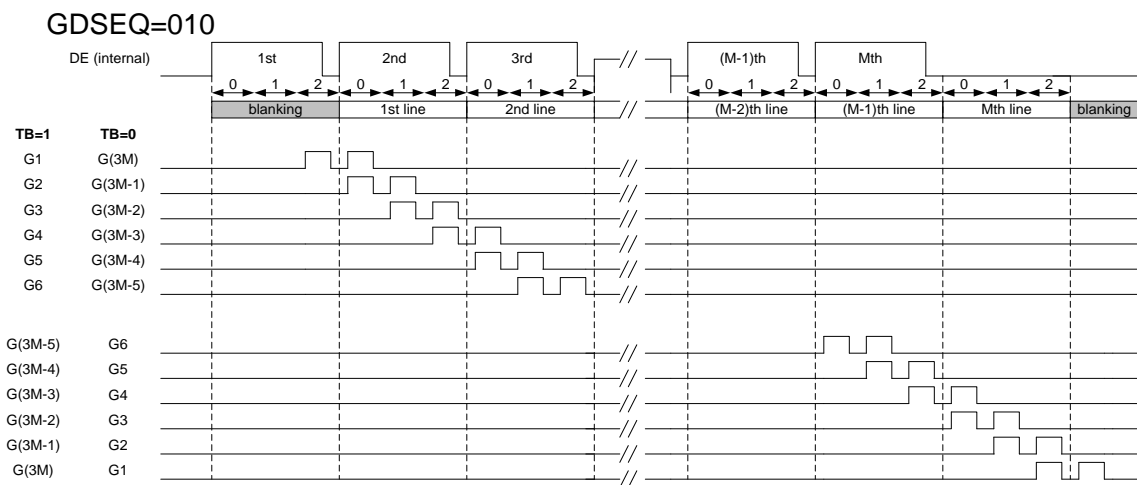 GDSEQ=010
DE (internal) 1st 2nd 3rd (M-1)th Mth
0 1 2 0 1 2 0 1 2 0 1 2 0 1 2 0 1 2
blanking 1st line 2nd line (M-2)th line (M-1)th line Mth line blanking
TB=1 TB=0
G1 G(3M)
G2 G(3M-1)
G3 G(3M-2)
G4 G(3M-3)
G5 G(3M-4)
G6 G(3M-5)
G(3M-5) G6
G(3M-4) G5
G(3M-3) G4
G(3M-2) G3
G(3M-1) G2
G(3M) G1